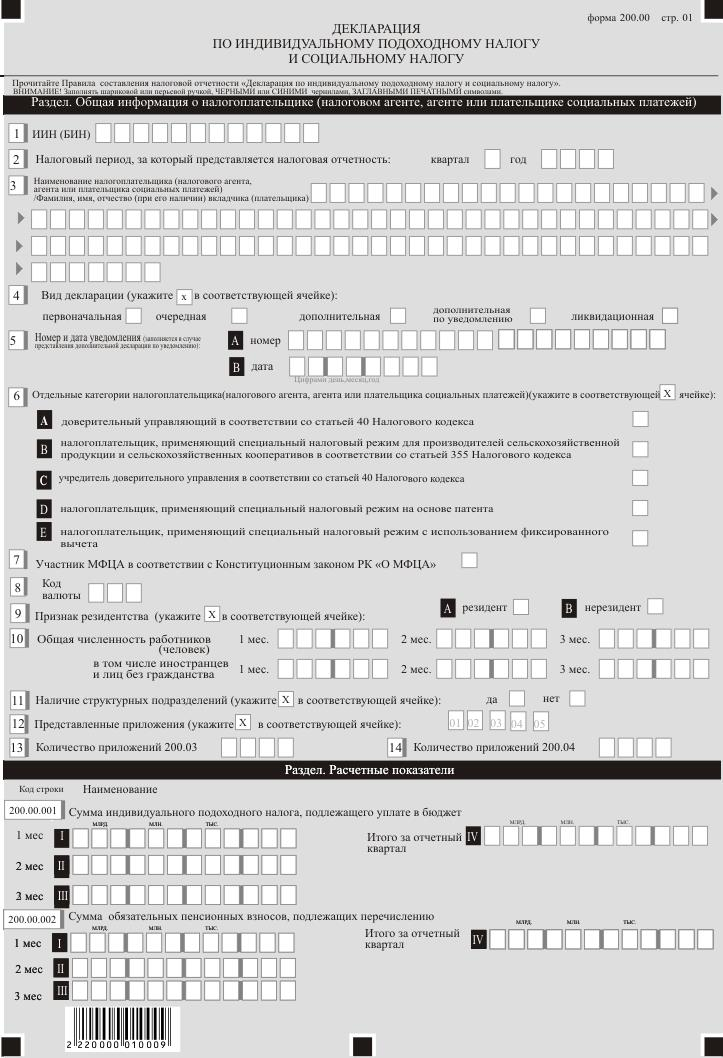 форма 200.00 стр. 01
ДЕКЛАРАЦИЯ
ПО ИНДИВИДУАЛЬНОМУ ПОДОХОДНОМУ НАЛОГУ
И СОЦИАЛЬНОМУ НАЛОГУ
Прочитайте Правила составления налоговой отчетности «Декларация по индивидуальному подоходному налогу и социальному налогу».
ВНИМАНИЕ! Заполнять шариковой или перьевой ручкой, ЧЕРНЫМИ или СИНИМИ чернилами, ЗАГЛАВНЫМИ ПЕЧАТНЫМИ символами.
Раздел. Общая информация о налогоплательщике (налоговом агенте, агенте или плательщике социальных платежей)
1 ИИН (БИН)
2 Налоговый период, за который представляется налоговая отчетность: квартал год
3 Наименование налогоплательщика (налогового агента,
агента или плательщика социальных платежей)
/Фамилия, имя, отчество (при его наличии) вкладчика (плательщика)
4 Вид декларации (укажите x в соответствующей ячейке):
первоначальная очередная дополнительная дополнительная
по уведомлению ликвидационная
5 Номер и дата уведомления (заполняется в случае
представления дополнительной декларации по уведомлению):
A номер
B дата
Цифрами день,месяц,год
6 Отдельные категории налогоплательщика(налогового агента, агента или плательщика социальных платежей)(укажите в соответствующей X ячейке):
A доверительный управляющий в соответствии со статьей 40 Налогового кодекса
B налогоплательщик, применяющий специальный налоговый режим для производителей сельскохозяйственной
продукции и сельскохозяйственных кооперативов в соответствии со статьей 355 Налогового кодекса
C учредитель доверительного управления в соответствии со статьей 40 Налогового кодекса
D налогоплательщик, применяющий специальный налоговый режим на основе патента
E налогоплательщик, применяющий специальный налоговый режим с использованием фиксированного
вычета
7 Участник МФЦА в соответствии с Конституционным законом РК «О МФЦА»
8 Код
валюты
9 Признак резидентства (укажите X в соответствующей ячейке): A резидент B нерезидент
10 Общая численность работников
(человек) 1 мес. 2 мес. 3 мес.
в том числе иностранцев
и лиц без гражданства 1 мес. 2 мес. 3 мес.
11 Наличие структурных подразделений (укажите X в соответствующей ячейке): да нет
12 Представленные приложения (укажите X в соответствующей ячейке): 01 02 03 04 05
13 Количество приложений 200.03 14 Количество приложений 200.04
Раздел. Расчетные показатели
Код строки Наименование
200.00.001 Сумма индивидуального подоходного налога, подлежащего уплате в бюджет
млрд. млн. тыс. млрд. млн. тыс.
1 мес I Итого за отчетный
квартал IV
2 мес II
3 мес III
200.00.002 Сумма обязательных пенсионных взносов, подлежащих перечислению
млрд. млн. тыс. млрд. млн. тыс.
1 мес I Итого за отчетный
квартал IV
2 мес II
3 мес III
2 220000 010009